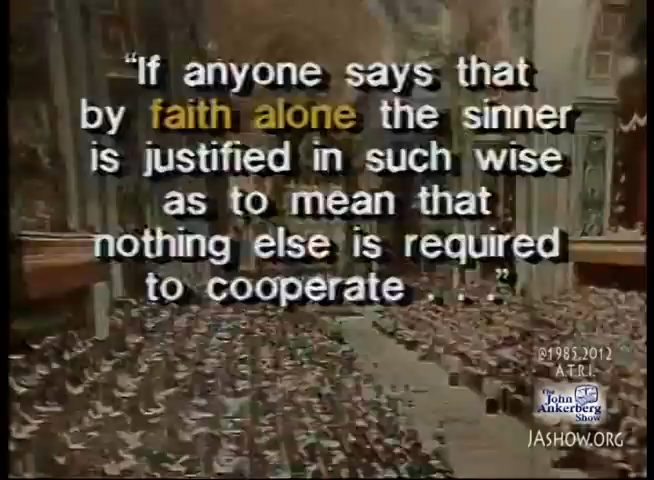 “If anyone says that
by faith alone the sinner
is justified in such wise
as to mean that
nothing else is required
to cooperate . . .”
©1985,2012
A.T.R.I.
The
John
Ankerberg
Show
JASHOW.ORG